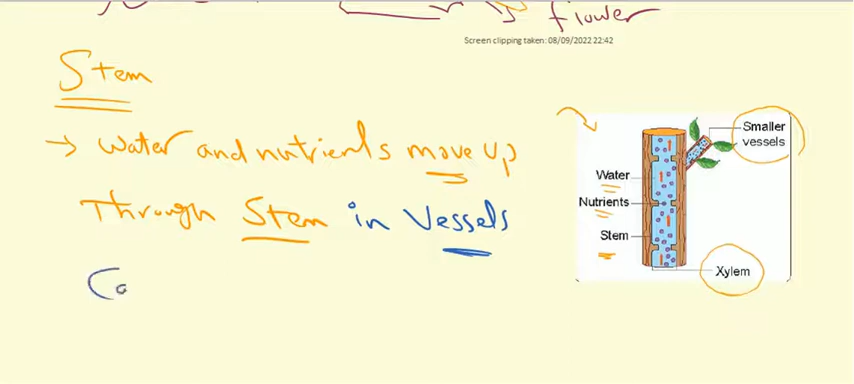 flower
Screen clipping taken: 08/09/2022 22:42
Stem
→ Water and nutrients move up
Through Stem in Vessels
(a
Smaller
vessels
Water
Nutrients
Stem
Xylem